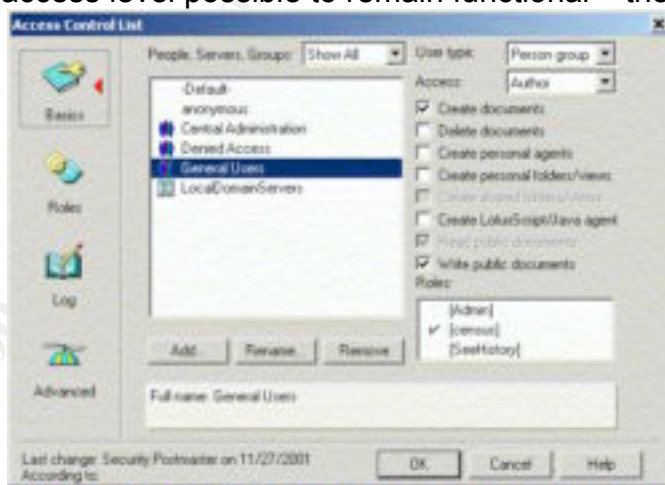 access level possible to remain functional – the
Access Control List
Basics
Roles
Log
Advanced
People, Servers, Groups: Show All
-Default-
anonymous
Central Administration
Denied Access
General Users
LocalDomainServers
Add... Rename... Remove
User type: Person group
Access: Author
Create documents
Delete documents
Create personal agents
Create personal folders/views
Create shared folders/views
Create LotusScript/Java agent
Read public documents
Write public documents
Roles:
[Admin]
[census]
[SeeHistory]
Full name: General Users
Last change: Security Postmaster on 11/27/2001
According to:
OK Cancel Help